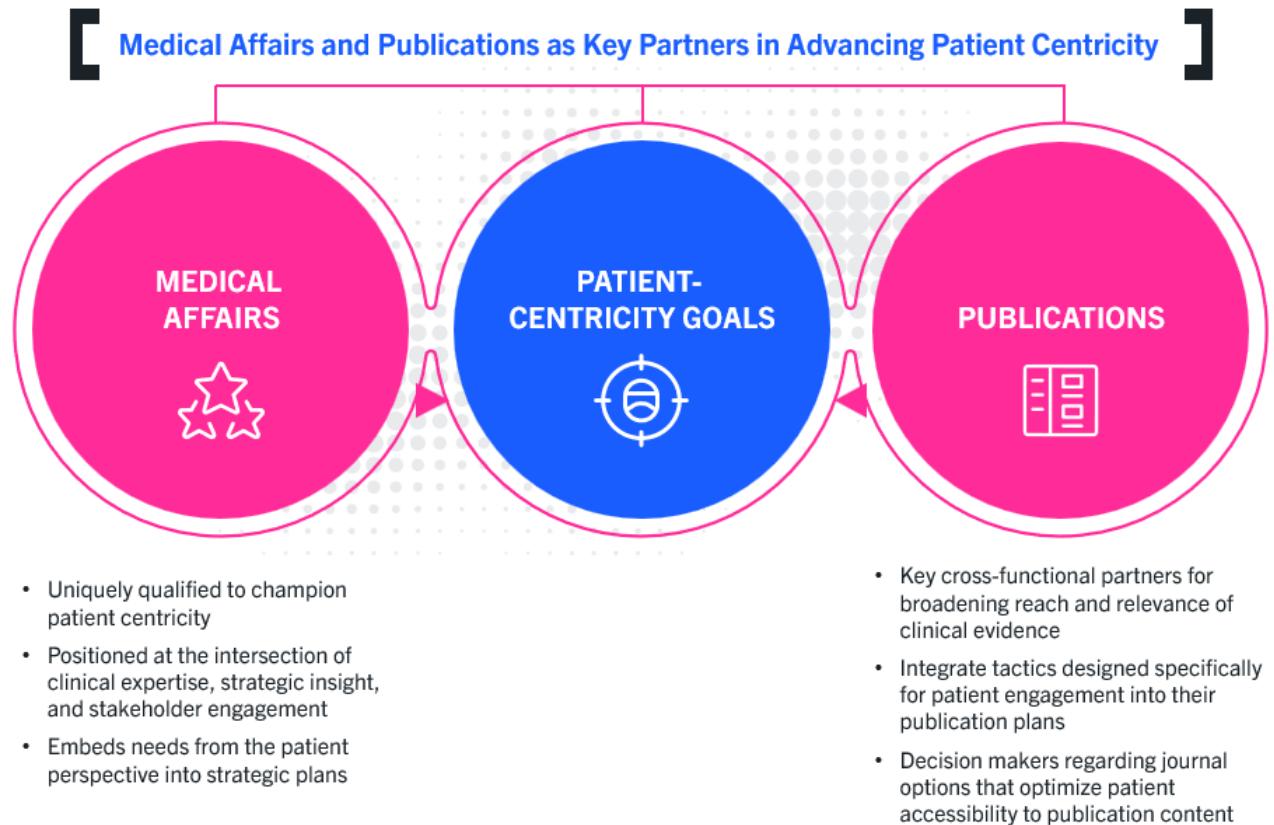 Medical Affairs and Publications as Key Partners in Advancing Patient Centricity
MEDICAL
AFFAIRS
PATIENT-
CENTRICITY GOALS
PUBLICATIONS
• Uniquely qualified to champion
patient centricity
• Positioned at the intersection of
clinical expertise, strategic insight,
and stakeholder engagement
• Embeds needs from the patient
perspective into strategic plans
• Key cross-functional partners for
broadening reach and relevance of
clinical evidence
• Integrate tactics designed specifically
for patient engagement into their
publication plans
• Decision makers regarding journal
options that optimize patient
accessibility to publication content